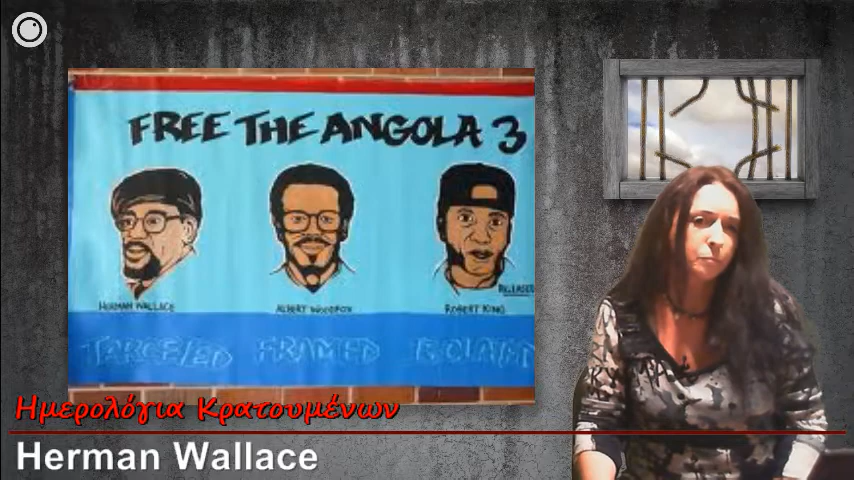 FREE THE ANGOLA 3
HERMAN WALLACE
ALBERT WOODFOX
ROBERT KING
RELEASED
TARGETED FRAMED
Ημερολόγια Κρατουμένων
Herman Wallace